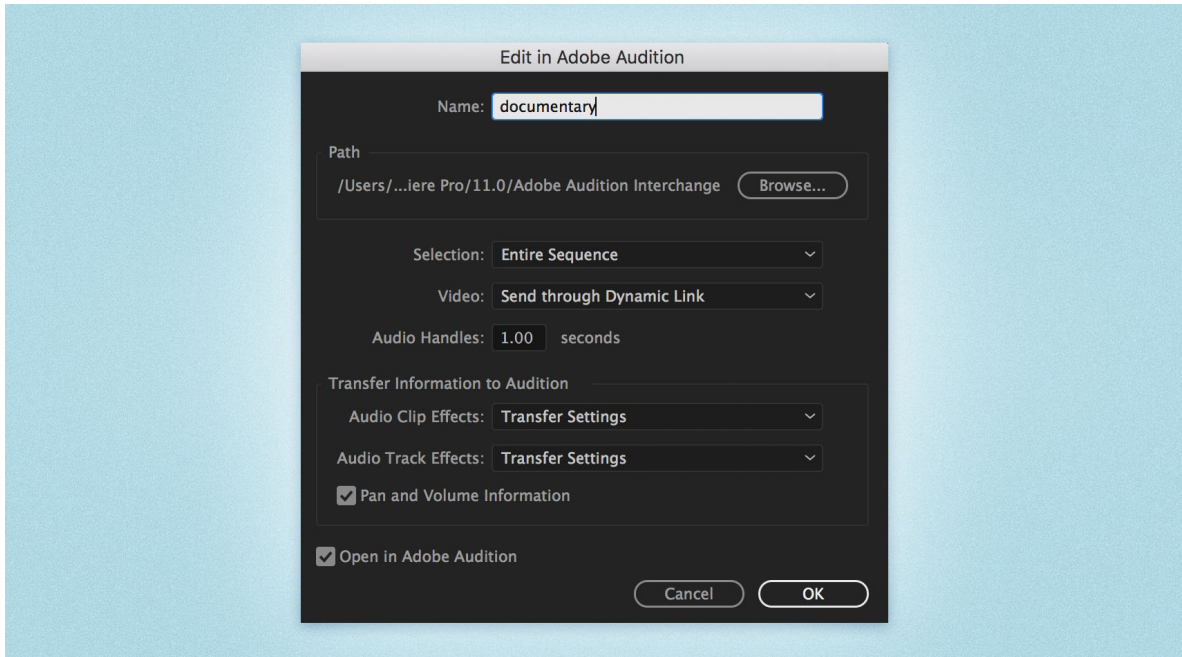 Edit in Adobe Audition
Name: documentary
Path
/Users/...iere Pro/11.0/Adobe Audition Interchange Browse...
Selection: Entire Sequence
Video: Send through Dynamic Link
Audio Handles: 1.00 seconds
Transfer Information to Audition
Audio Clip Effects: Transfer Settings
Audio Track Effects: Transfer Settings
Pan and Volume Information
Open in Adobe Audition
Cancel OK